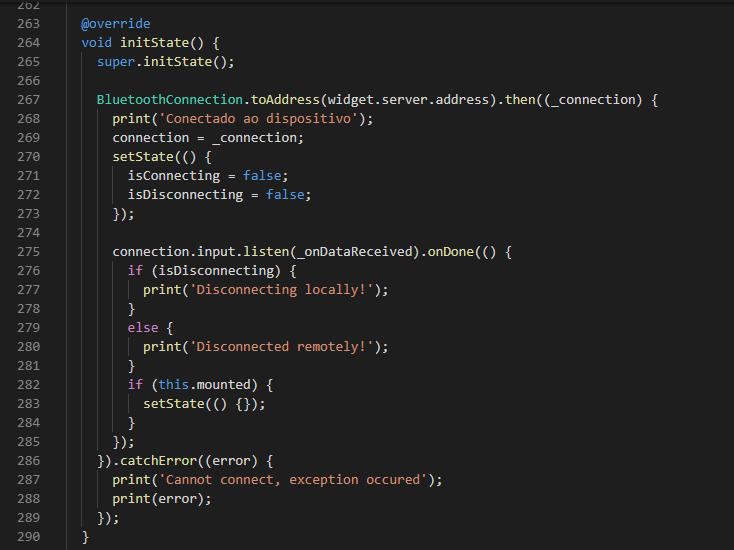 262
263 @override
264 void initState() {
265 super.initState();
266
267 BluetoothConnection.toAddress(widget.server.address).then((_connection) {
268 print('Conectado ao dispositivo');
269 connection = _connection;
270 setState(() {
271 isConnecting = false;
272 isDisconnecting = false;
273 });
274
275 connection.input.listen(_onDataReceived).onDone(() {
276 if (isDisconnecting) {
277 print('Disconnecting locally!');
278 }
279 else {
280 print('Disconnected remotely!');
281 }
282 if (this.mounted) {
283 setState(() {});
284 }
285 });
286 }).catchError((error) {
287 print('Cannot connect, exception occured');
288 print(error);
289 });
290 }